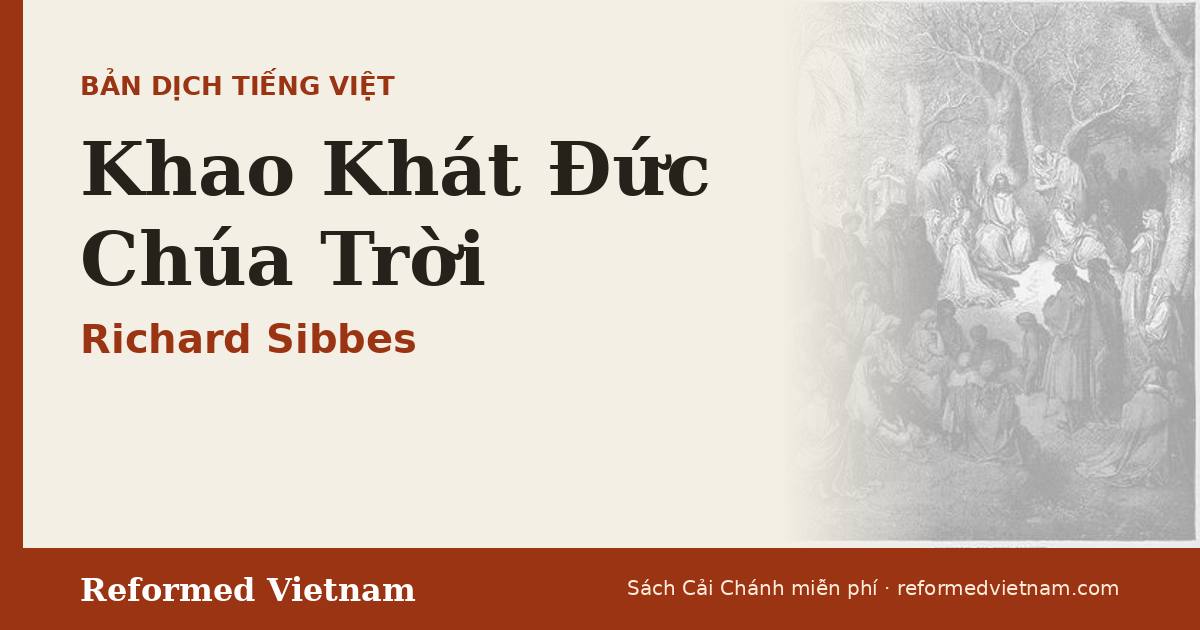 BẢN DỊCH TIẾNG VIỆT
Khao Khát Đức
Chúa Trời
Richard Sibbes
Reformed Vietnam
Sách Cải Chánh miễn phí · reformedvietnam.com